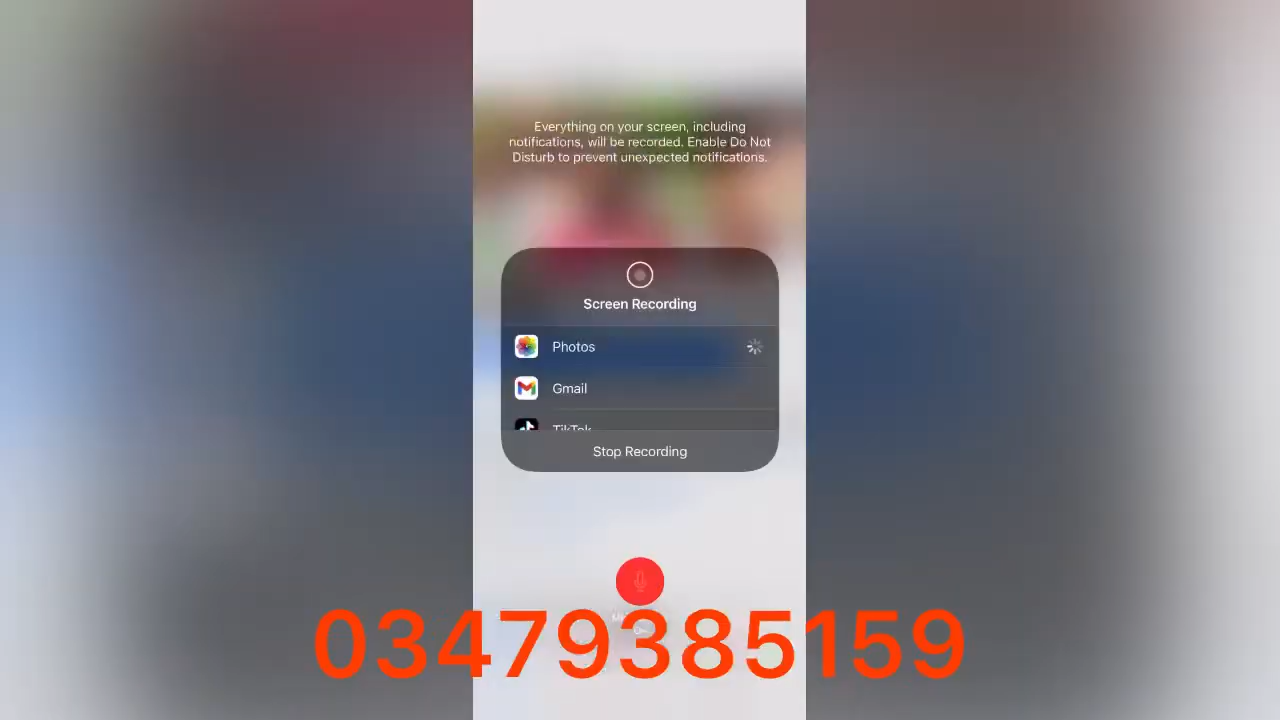 Everything on your screen, including
notifications, will be recorded. Enable Do Not
Disturb to prevent unexpected notifications.
Screen Recording
Photos
Gmail
TikTok
Stop Recording
03479385159